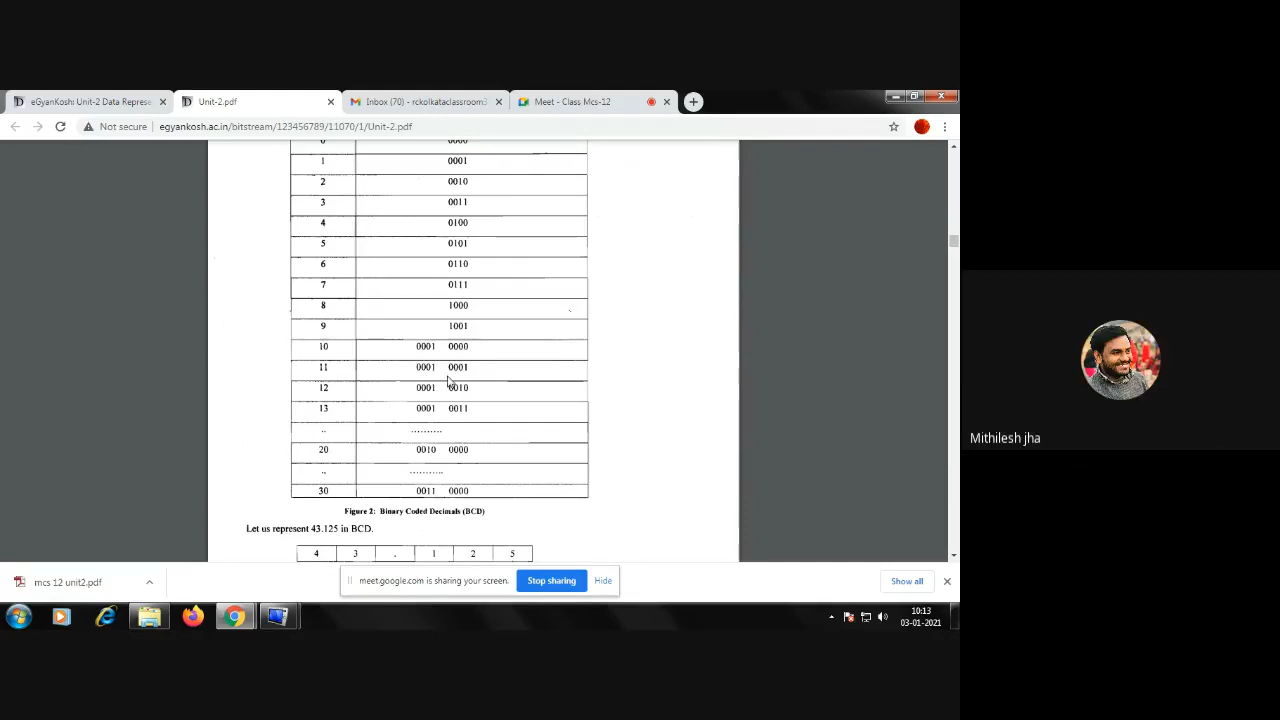 eGyanKosh: Unit-2 Data Represe
Unit-2.pdf
Inbox (70) - rckolkataclassroom3
Meet - Class Mcs-12
Not secure
egyankosh.ac.in/bitstream/123456789/11070/1/Unit-2.pdf
0 0000
1 0001
2 0010
3 0011
4 0100
5 0101
6 0110
7 0111
8 1000
9 1001
10 0001 0000
11 0001 0001
12 0001 0010
13 0001 0011
.. ..........
20 0010 0000
.. ..........
30 0011 0000
Figure 2: Binary Coded Decimals (BCD)
Let us represent 43.125 in BCD.
4 3 . 1 2 5
mcs 12 unit2.pdf
meet.google.com is sharing your screen.
Stop sharing
Hide
Show all
10:13
03-01-2021
Mithilesh jha